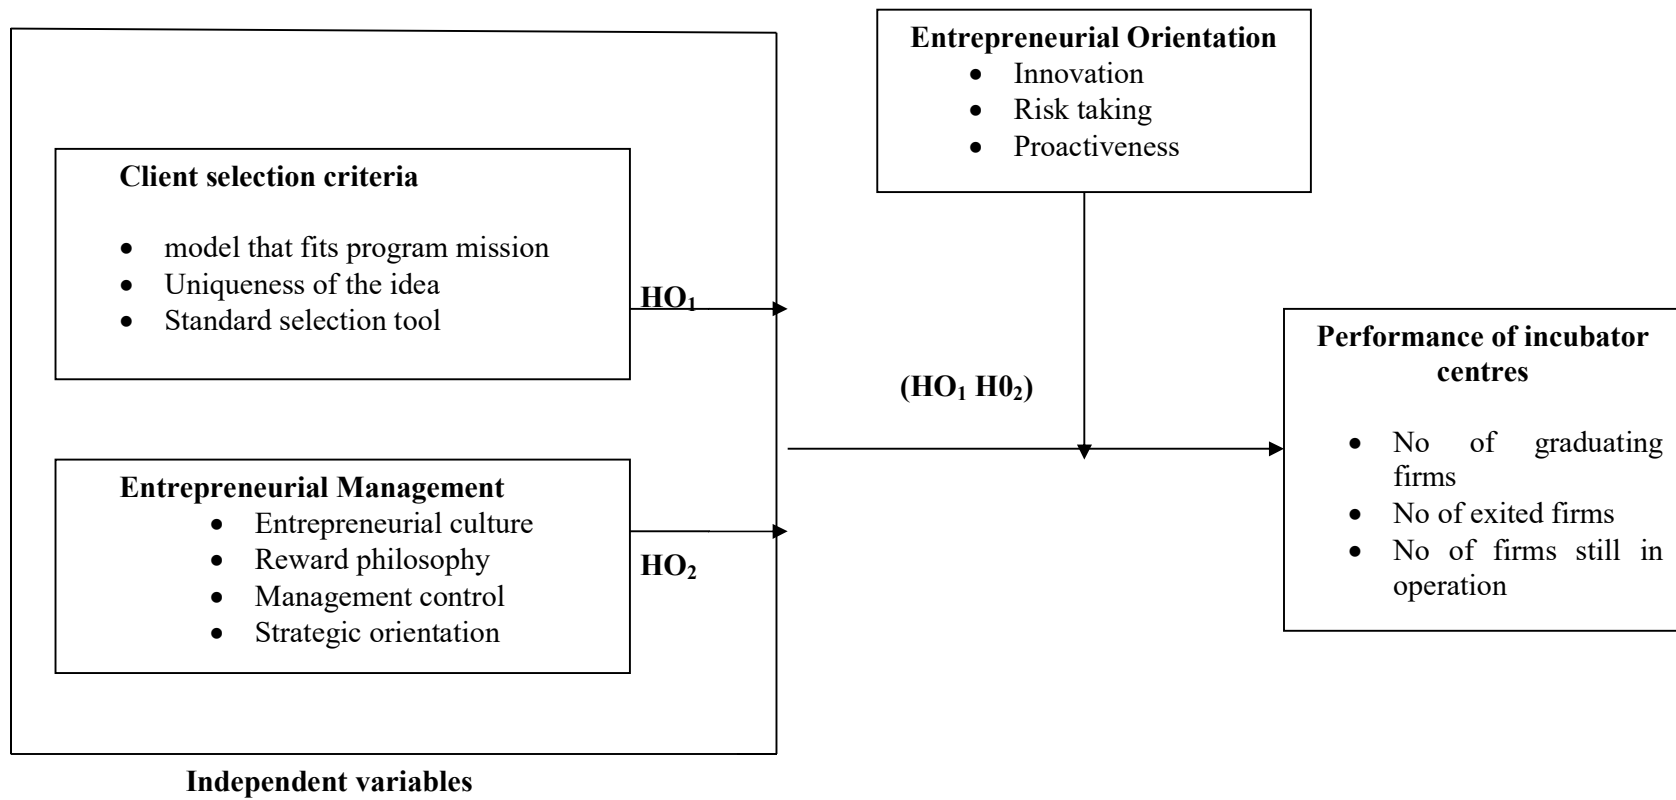 Entrepreneurial Orientation
• Innovation
• Risk taking
• Proactiveness
Client selection criteria
• model that fits program mission
• Uniqueness of the idea
• Standard selection tool
HO₁
Entrepreneurial Management
• Entrepreneurial culture
• Reward philosophy
• Management control
• Strategic orientation
HO₂
(HO₁ H0₂)
Performance of incubator
centres
• No of graduating
firms
• No of exited firms
• No of firms still in
operation
Independent variables